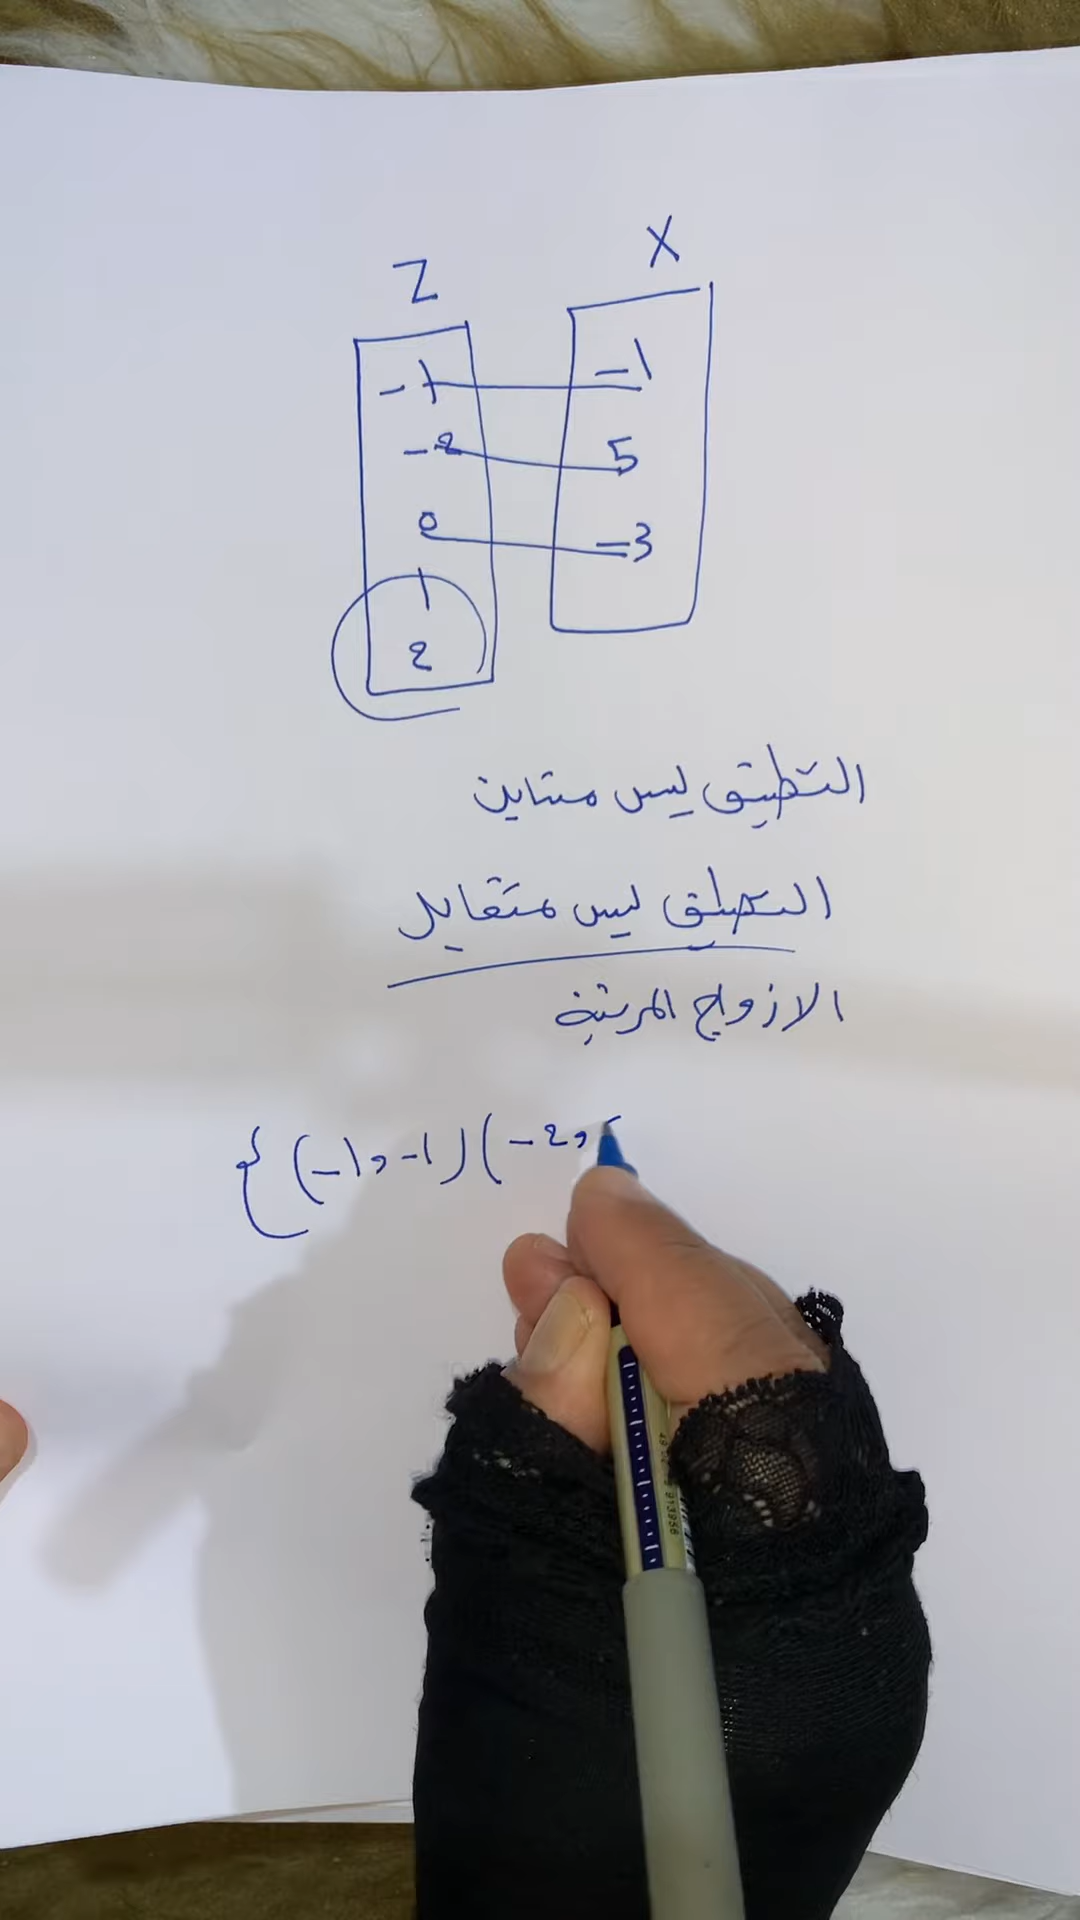 Z X
-1 -1
-2 5
0 -3
1
2
التطبيق ليس متباين
التطبيق ليس متقابل
الازواج المرتبة
{(-1,-1)(-2,